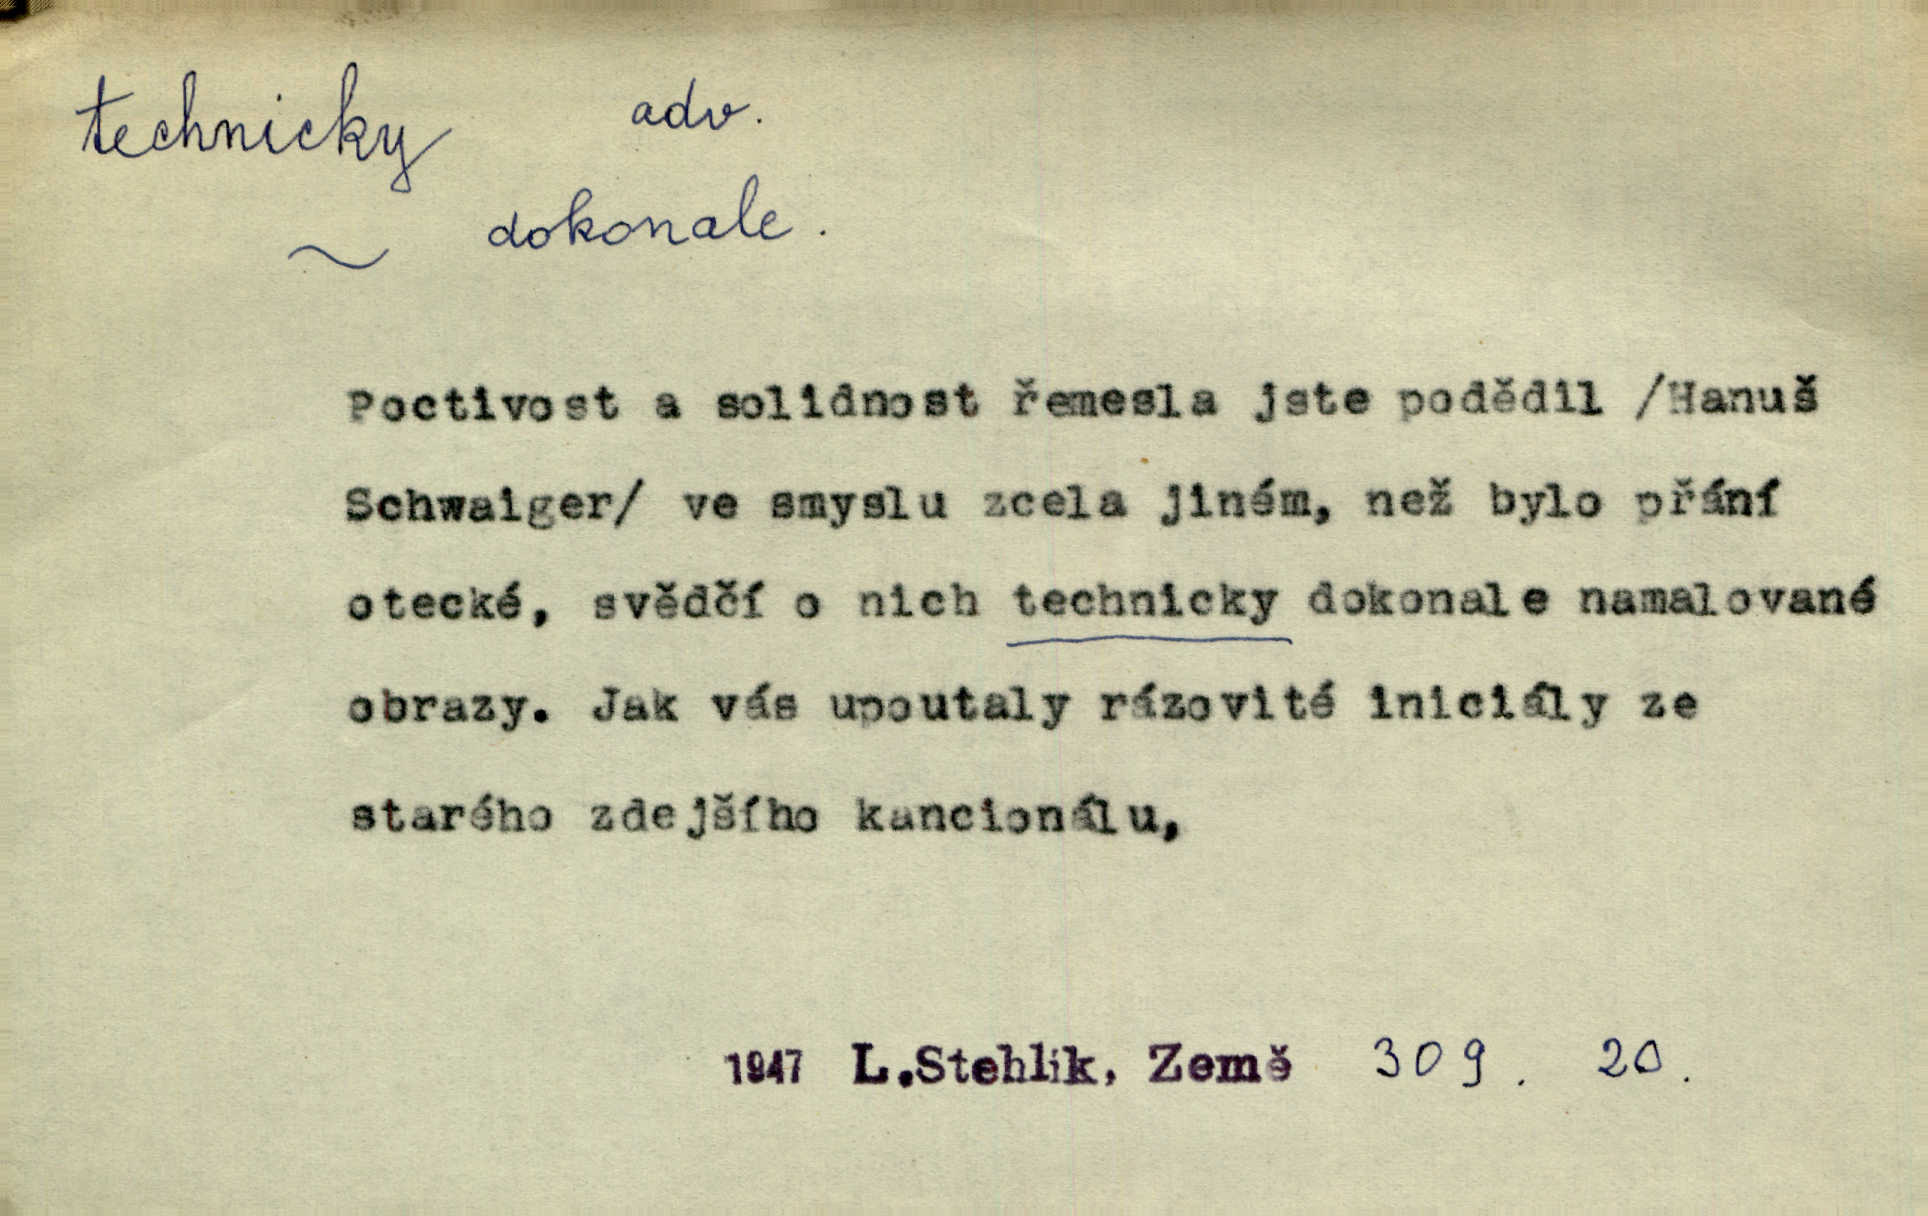 technicky adv.
~ dokonale.
Poctivost a solidnost řemesla jste podědil /Hanuš
Schwaiger/ ve smyslu zcela jiném, než bylo přání
otecké, svědčí o nich technicky dokonale namalované
obrazy. Jak vás upoutaly rázovité iniciály ze
starého zdejšího kancionálu,
1947 L.Stehlík, Země 309. 20.